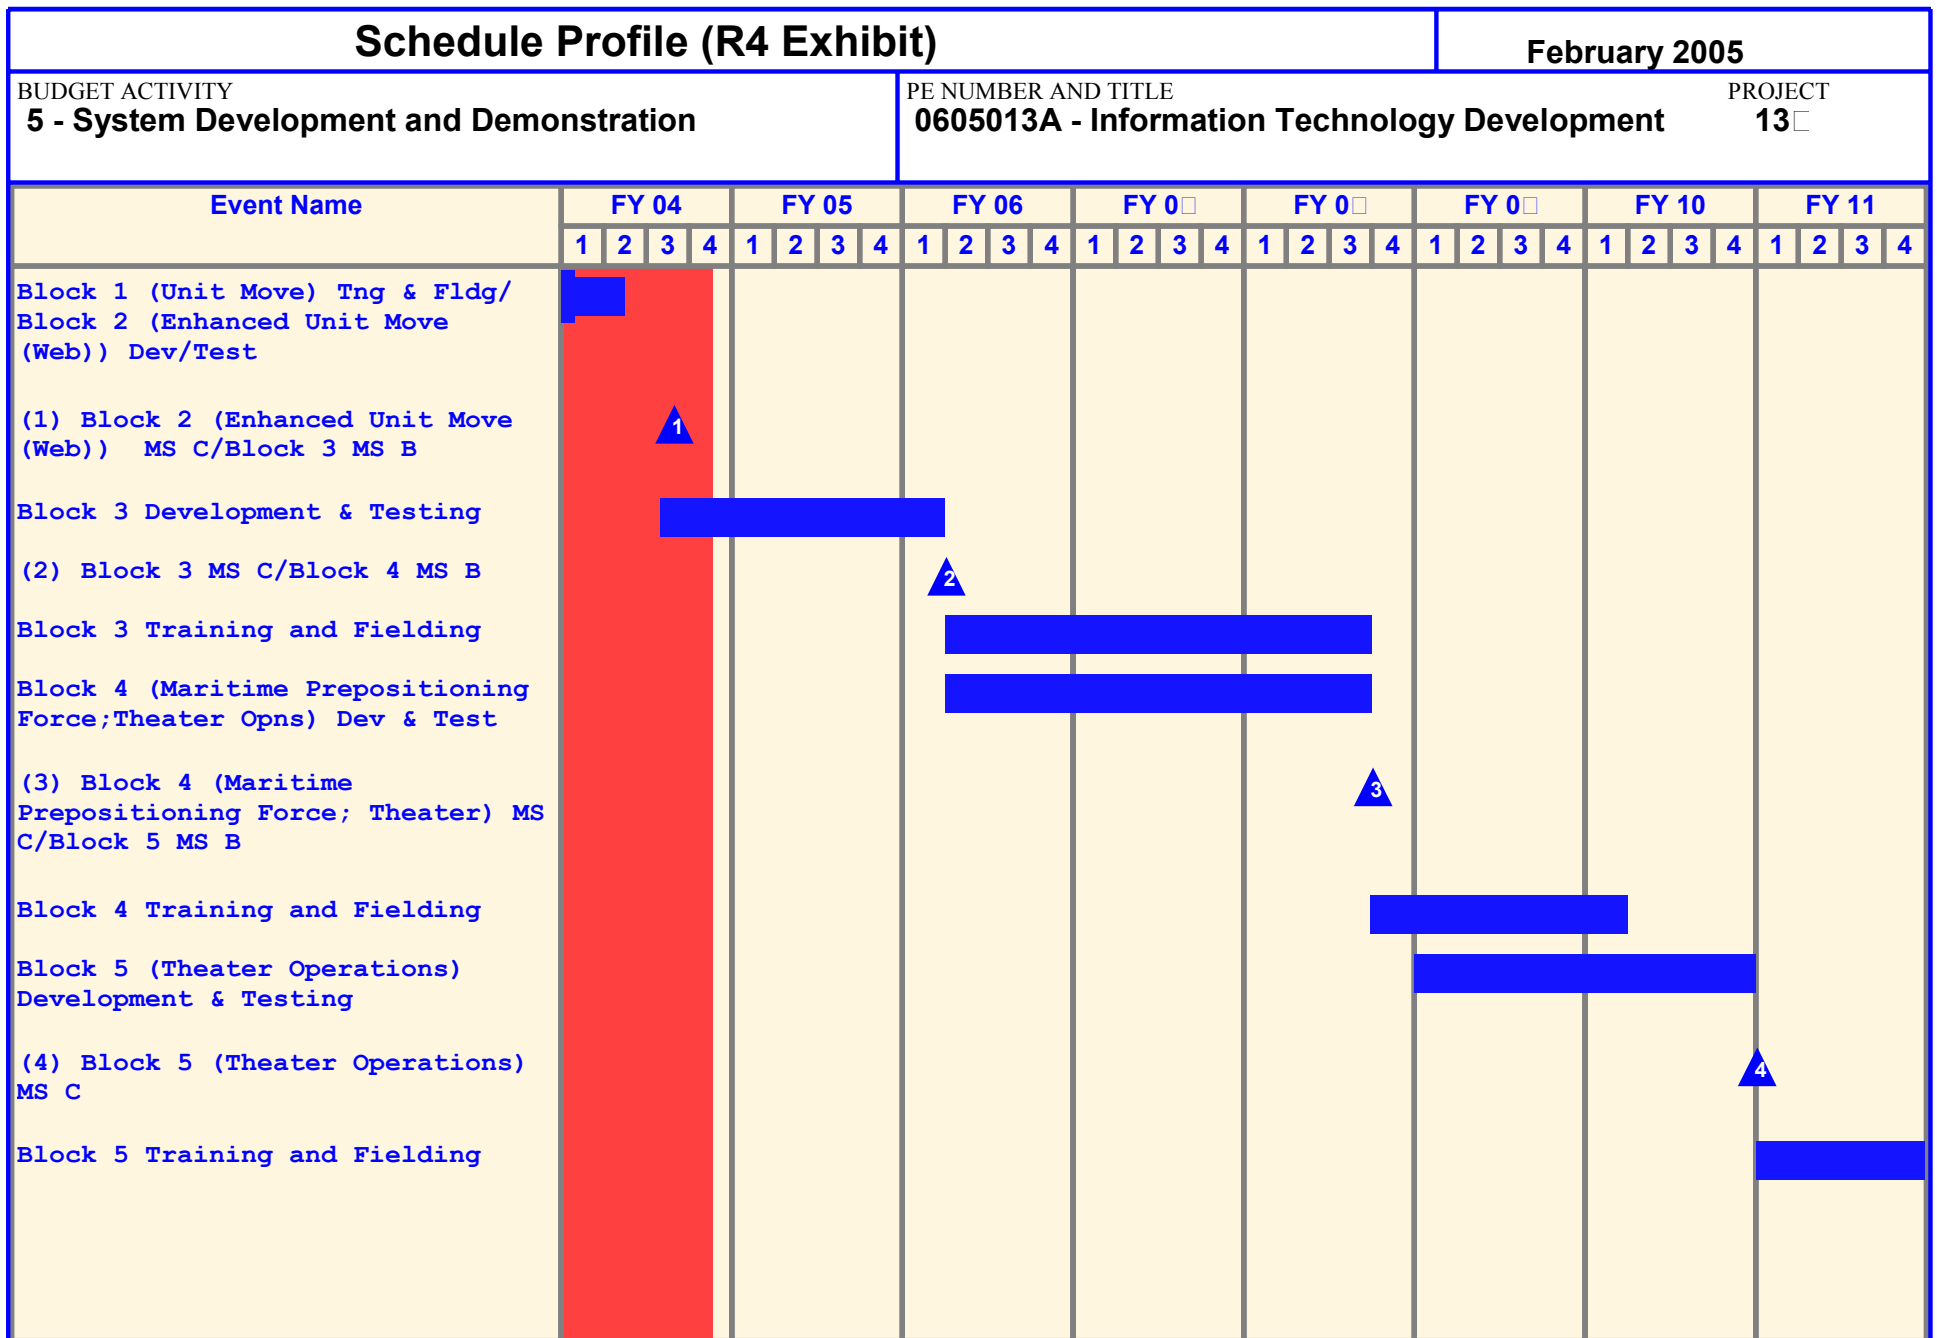 Schedule Profile (R4 Exhibit)
February 2005
BUDGET ACTIVITY
5 - System Development and Demonstration
PE NUMBER AND TITLE
0605013A - Information Technology Development
PROJECT
13□
Event Name
FY 04 FY 05 FY 06 FY 0□ FY 0□ FY 0□ FY 10 FY 11
1 2 3 4 1 2 3 4 1 2 3 4 1 2 3 4 1 2 3 4 1 2 3 4 1 2 3 4 1 2 3 4
Block 1 (Unit Move) Tng & Fldg/
Block 2 (Enhanced Unit Move
(Web)) Dev/Test
(1) Block 2 (Enhanced Unit Move
(Web))  MS C/Block 3 MS B
1
Block 3 Development & Testing
(2) Block 3 MS C/Block 4 MS B
2
Block 3 Training and Fielding
Block 4 (Maritime Prepositioning
Force;Theater Opns) Dev & Test
(3) Block 4 (Maritime
Prepositioning Force; Theater) MS
C/Block 5 MS B
3
Block 4 Training and Fielding
Block 5 (Theater Operations)
Development & Testing
(4) Block 5 (Theater Operations)
MS C
4
Block 5 Training and Fielding